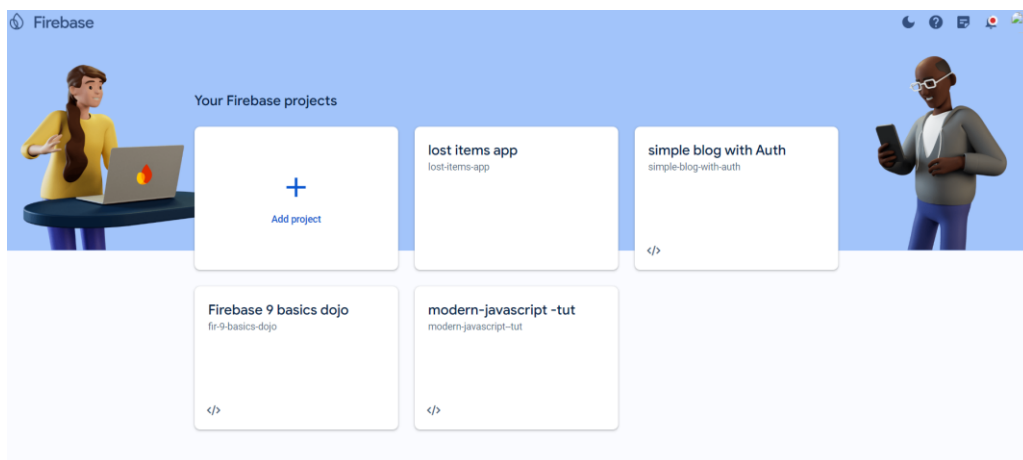 Firebase
Your Firebase projects
Add project
lost items app
lost-items-app
simple blog with Auth
simple-blog-with-auth
</>
Firebase 9 basics dojo
fir-9-basics-dojo
</>
modern-javascript -tut
modern-javascript--tut
</>